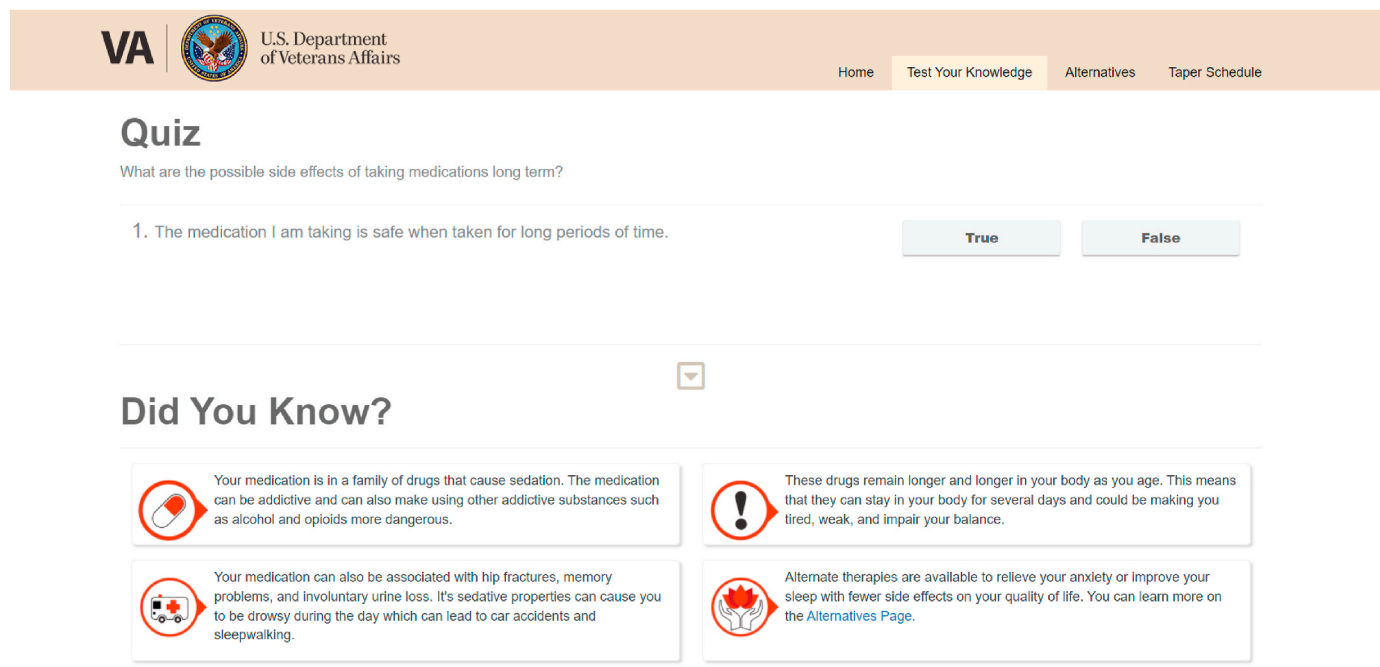 VA
U.S. Department
of Veterans Affairs
Home
Test Your Knowledge
Alternatives
Taper Schedule
Quiz
What are the possible side effects of taking medications long term?
1. The medication I am taking is safe when taken for long periods of time.
True
False
Did You Know?
Your medication is in a family of drugs that cause sedation. The medication
can be addictive and can also make using other addictive substances such
as alcohol and opioids more dangerous.
These drugs remain longer and longer in your body as you age. This means
that they can stay in your body for several days and could be making you
tired, weak, and impair your balance.
Your medication can also be associated with hip fractures, memory
problems, and involuntary urine loss. It's sedative properties can cause you
to be drowsy during the day which can lead to car accidents and
sleepwalking.
Alternate therapies are available to relieve your anxiety or improve your
sleep with fewer side effects on your quality of life. You can learn more on
the Alternatives Page.